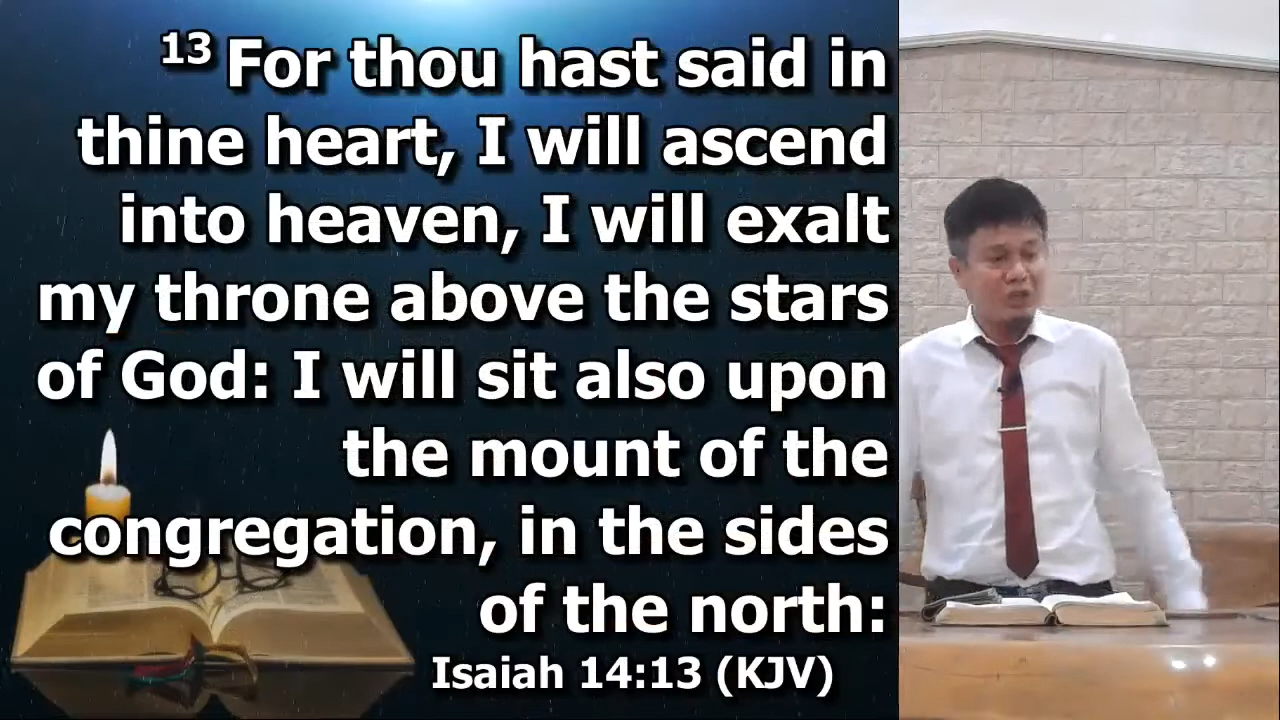 13 For thou hast said in
thine heart, I will ascend
into heaven, I will exalt
my throne above the stars
of God: I will sit also upon
the mount of the
congregation, in the sides
of the north:
Isaiah 14:13 (KJV)